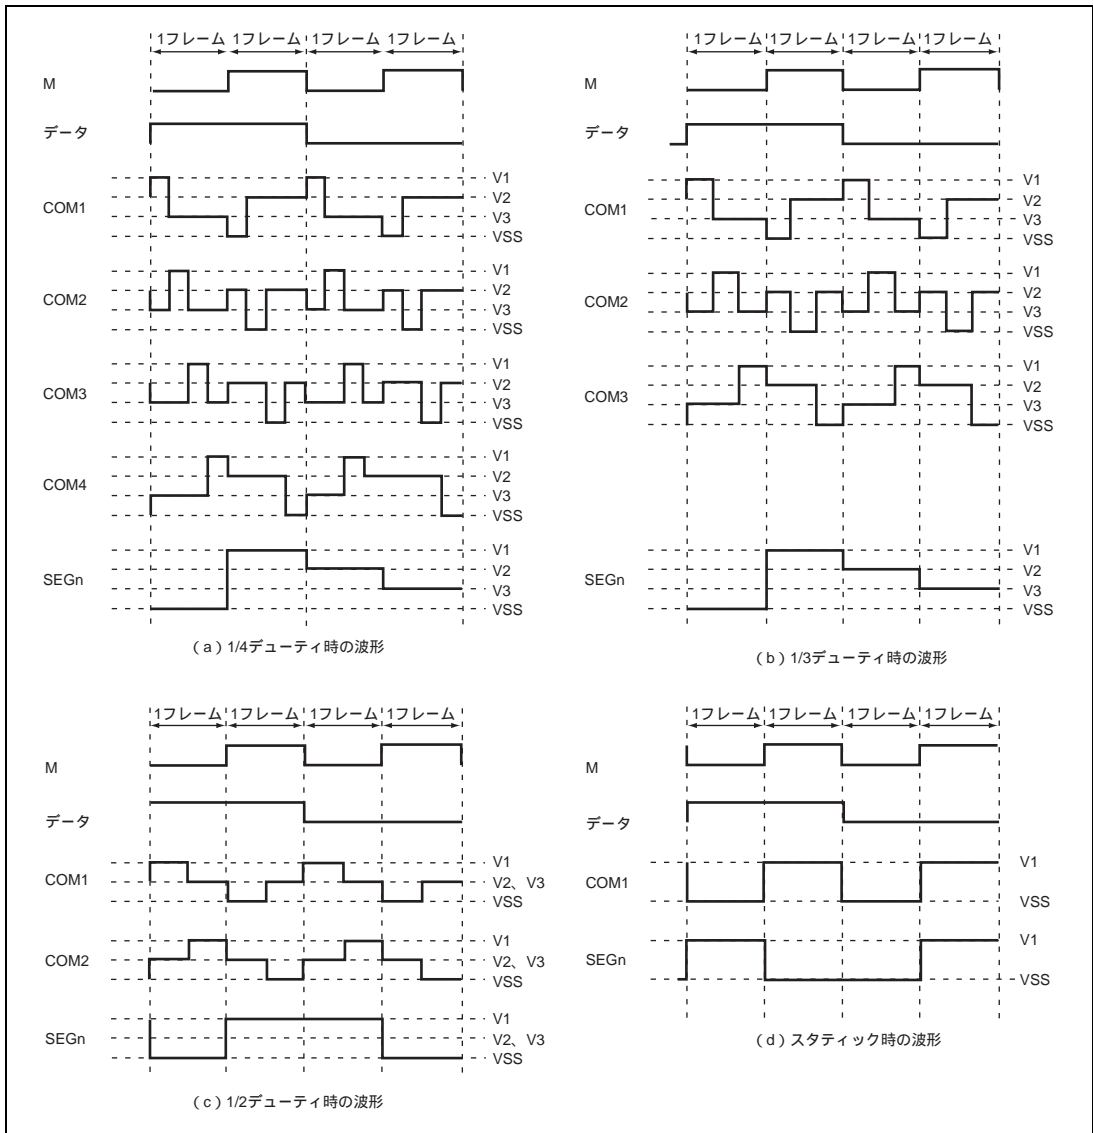 1フレーム 1フレーム 1フレーム 1フレーム
M
データ
COM1
V1
V2
V3
VSS
COM2
V1
V2
V3
VSS
COM3
V1
V2
V3
VSS
COM4
V1
V2
V3
VSS
SEGn
V1
V2
V3
VSS
(a)1/4デューティ時の波形
1フレーム 1フレーム 1フレーム 1フレーム
M
データ
COM1
V1
V2
V3
VSS
COM2
V1
V2
V3
VSS
COM3
V1
V2
V3
VSS
SEGn
V1
V2
V3
VSS
(b)1/3デューティ時の波形
1フレーム 1フレーム 1フレーム 1フレーム
M
データ
COM1
V1
V2、V3
VSS
COM2
V1
V2、V3
VSS
SEGn
V1
V2、V3
VSS
(c)1/2デューティ時の波形
1フレーム 1フレーム 1フレーム 1フレーム
M
データ
COM1
V1
VSS
SEGn
V1
VSS
(d)スタティック時の波形